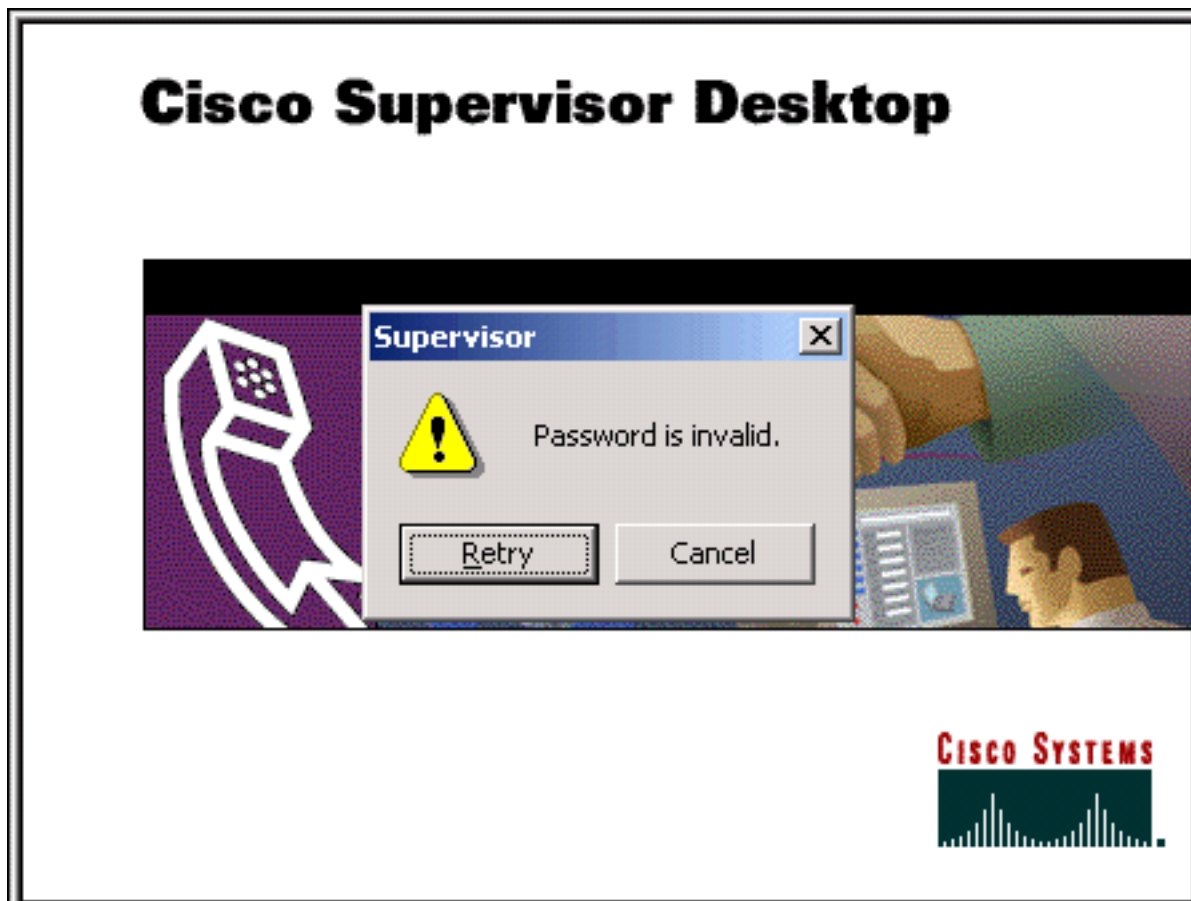 Cisco Supervisor Desktop
Supervisor
Password is invalid.
Retry
Cancel
CISCO SYSTEMS